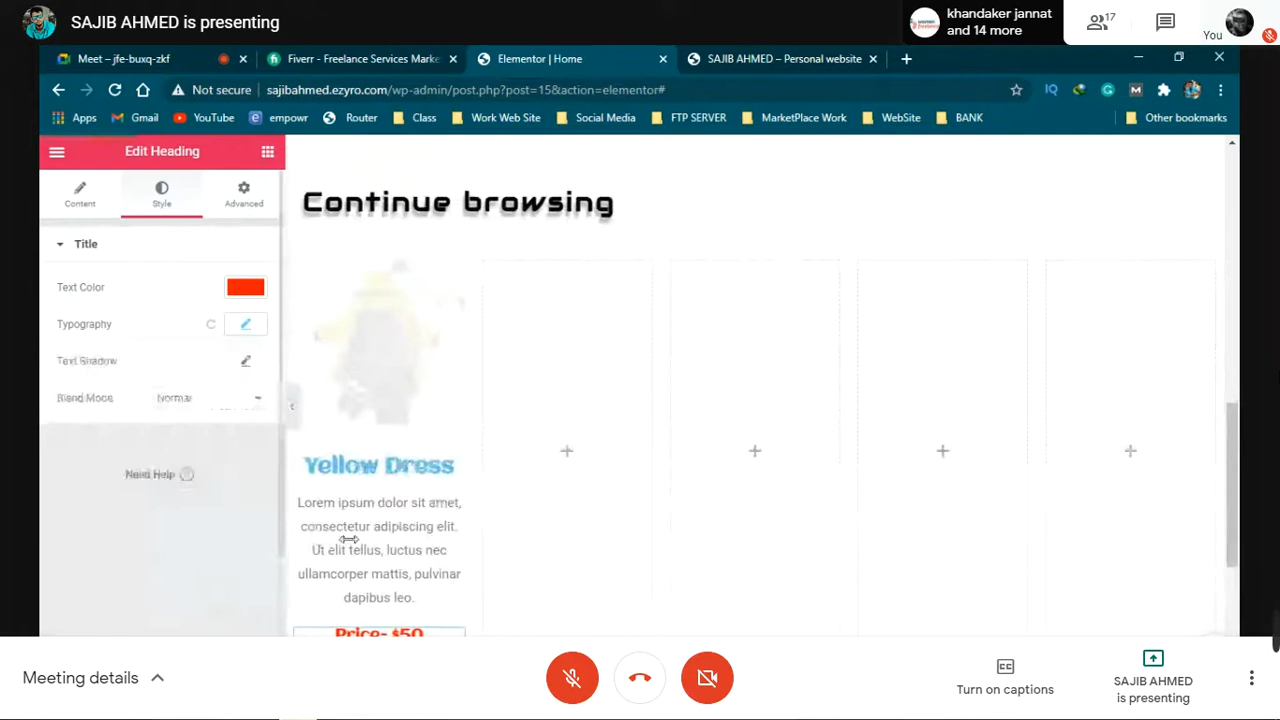 SAJIB AHMED is presenting
khandaker jannat
and 14 more
17
You
Meet – jfe-buxq-zkf
Fiverr - Freelance Services Marke
Elementor | Home
SAJIB AHMED – Personal website
Not secure
sajibahmed.ezyro.com/wp-admin/post.php?post=15&action=elementor#
Apps
Gmail
YouTube
empowr
Router
Class
Work Web Site
Social Media
FTP SERVER
MarketPlace Work
WebSite
BANK
Other bookmarks
Edit Heading
Content
Style
Advanced
Title
Text Color
Typography
Text Shadow
Blend Mode
Normal
Need Help
Continue browsing
Yellow Dress
Lorem ipsum dolor sit amet,
consectetur adipiscing elit.
Ut elit tellus, luctus nec
ullamcorper mattis, pulvinar
dapibus leo.
Price- $50
Meeting details
Turn on captions
SAJIB AHMED
is presenting